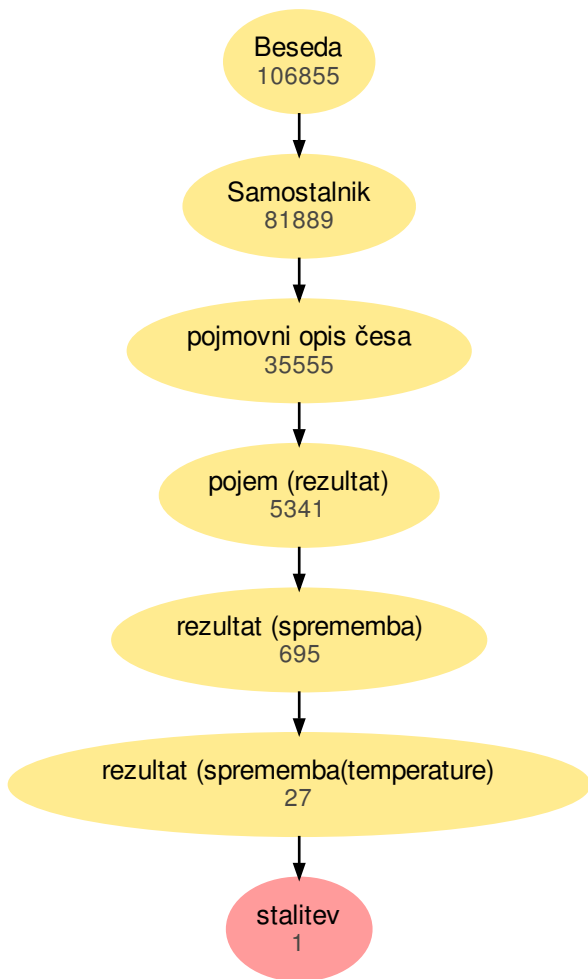 Beseda
106855
Samostalnik
81889
pojmovni opis česa
35555
pojem (rezultat)
5341
rezultat (sprememba)
695
rezultat (sprememba(temperature)
27
stalitev
1